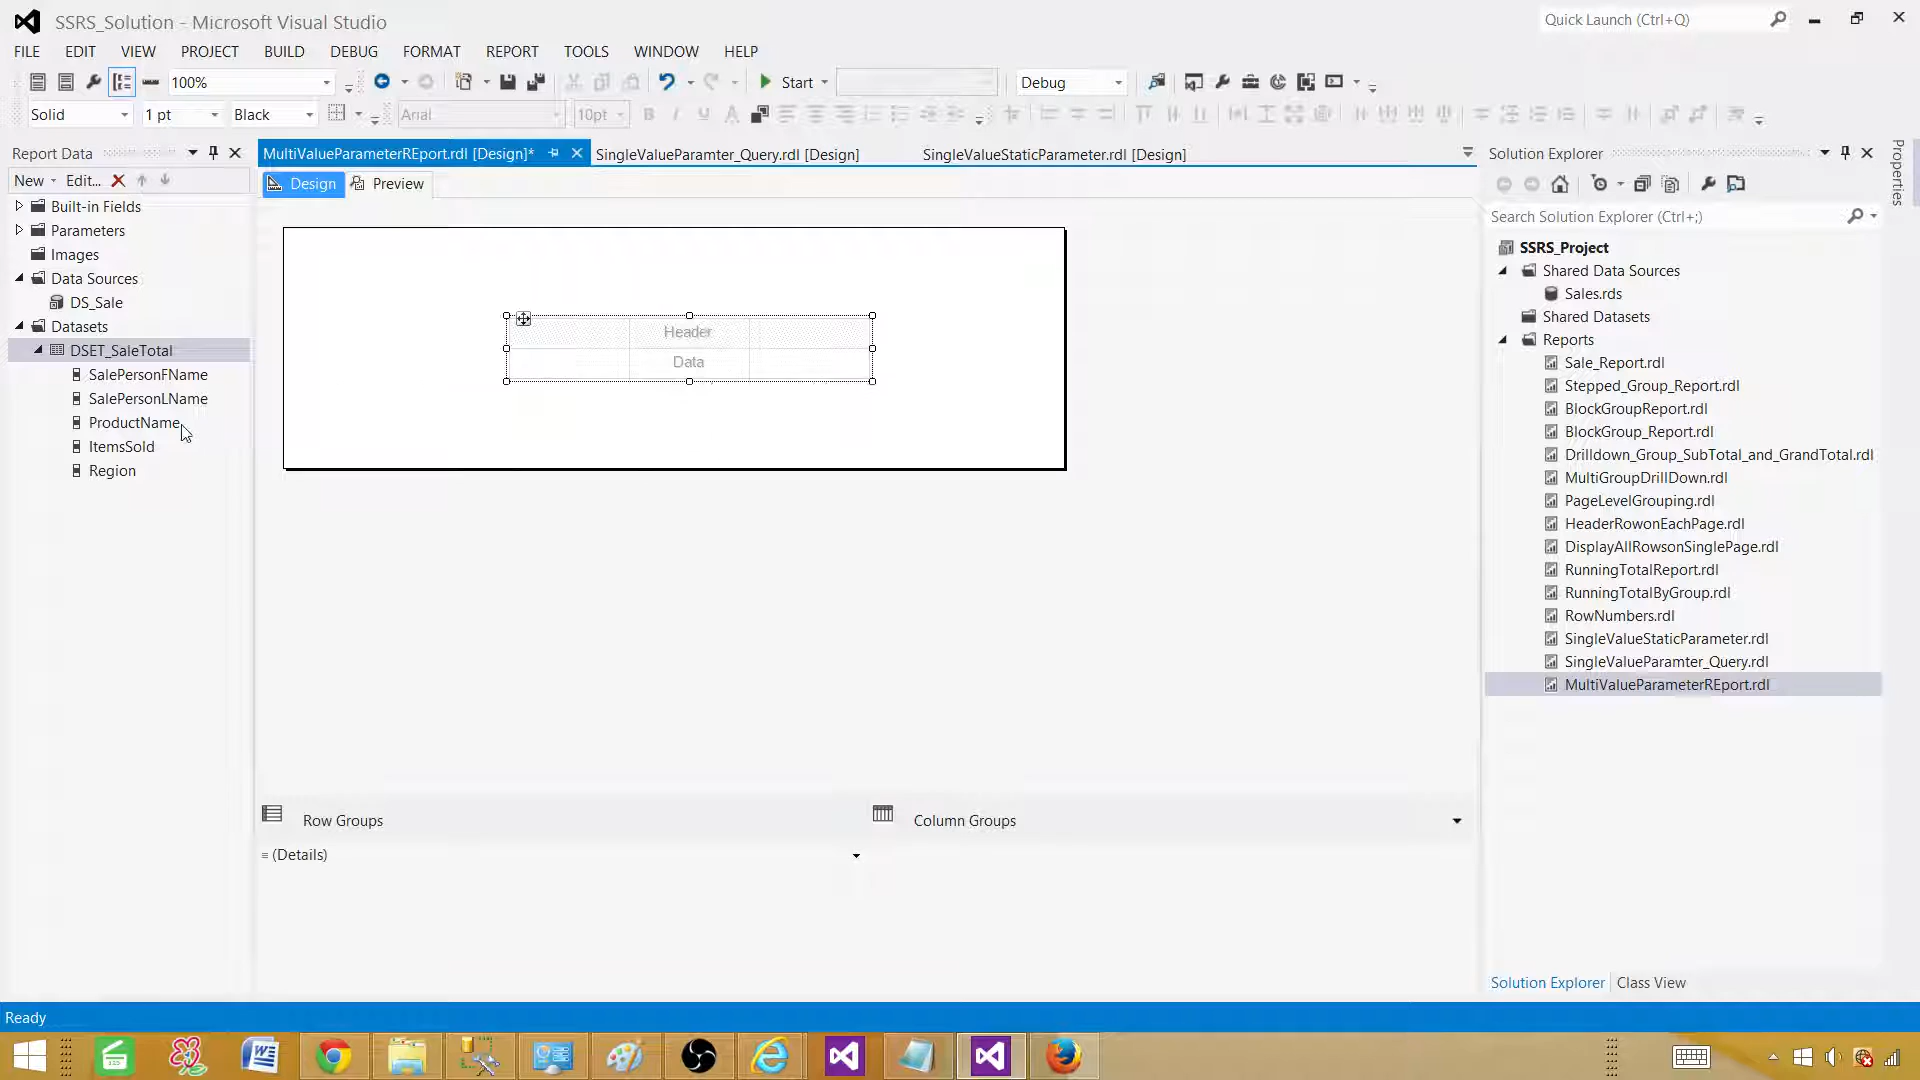 SSRS_Solution - Microsoft Visual Studio
Quick Launch (Ctrl+Q)
FILE EDIT VIEW PROJECT BUILD DEBUG FORMAT REPORT TOOLS WINDOW HELP
100% Start Debug
Solid 1 pt Black Arial 10pt B I U A
Report Data
New Edit...
Built-in Fields
Parameters
Images
Data Sources
DS_Sale
Datasets
DSET_SaleTotal
SalePersonFName
SalePersonLName
ProductName
ItemsSold
Region
MultiValueParameterREport.rdl [Design]* SingleValueParamter_Query.rdl [Design] SingleValueStaticParameter.rdl [Design]
Design Preview
Header
Data
Row Groups
Column Groups
(Details)
Solution Explorer
Search Solution Explorer (Ctrl+;)
SSRS_Project
Shared Data Sources
Sales.rds
Shared Datasets
Reports
Sale_Report.rdl
Stepped_Group_Report.rdl
BlockGroupReport.rdl
BlockGroup_Report.rdl
Drilldown_Group_SubTotal_and_GrandTotal.rdl
MultiGroupDrillDown.rdl
PageLevelGrouping.rdl
HeaderRowonEachPage.rdl
DisplayAllRowsonSinglePage.rdl
RunningTotalReport.rdl
RunningTotalByGroup.rdl
RowNumbers.rdl
SingleValueStaticParameter.rdl
SingleValueParamter_Query.rdl
MultiValueParameterREport.rdl
Solution Explorer Class View
Properties
Ready